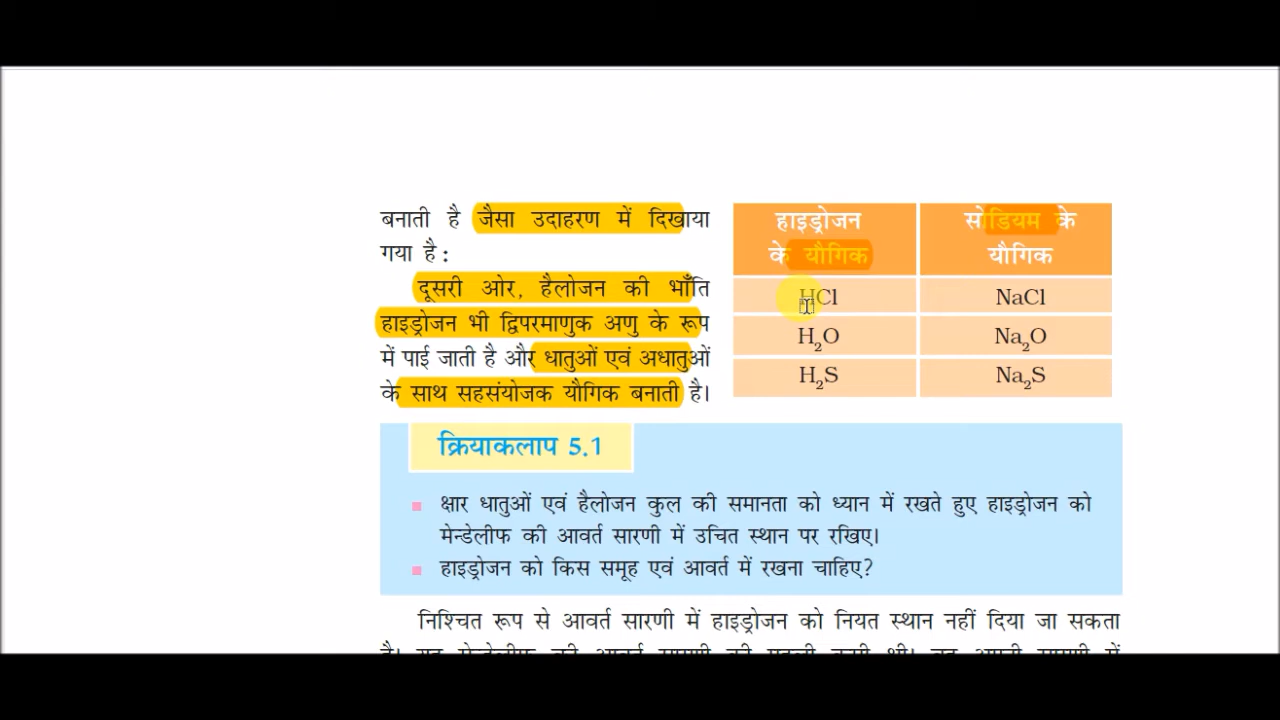 बनाती है जैसा उदाहरण में दिखाया
गया है :
दूसरी ओर, हैलोजन की भाँति
हाइड्रोजन भी द्विपरमाणुक अणु के रूप
में पाई जाती है और धातुओं एवं अधातुओं
के साथ सहसंयोजक यौगिक बनाती है।
हाइड्रोजन
के यौगिक
सोडियम के
यौगिक
HCl NaCl
H₂O Na₂O
H₂S Na₂S
क्रियाकलाप 5.1
क्षार धातुओं एवं हैलोजन कुल की समानता को ध्यान में रखते हुए हाइड्रोजन को
मेन्डेलीफ की आवर्त सारणी में उचित स्थान पर रखिए।
हाइड्रोजन को किस समूह एवं आवर्त में रखना चाहिए?
निश्चित रूप से आवर्त सारणी में हाइड्रोजन को नियत स्थान नहीं दिया जा सकता